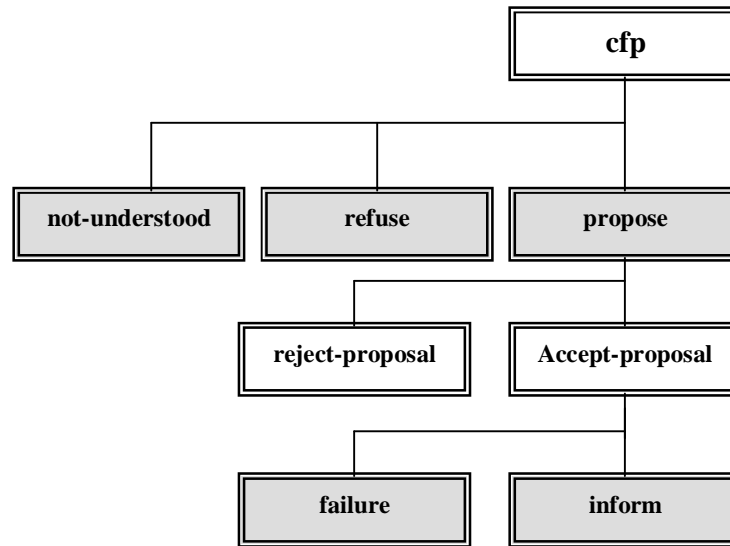 cfp
not-understood
refuse
propose
reject-proposal
Accept-proposal
failure
inform